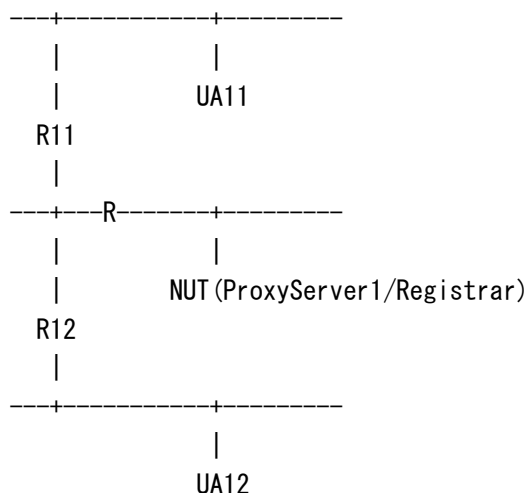 ---+-----------+---------
   |           |
   |          UA11
  R11
   |
---+---R-------+---------
   |           |
   |        NUT(ProxyServer1/Registrar)
  R12
   |
---+-----------+---------
               |
              UA12